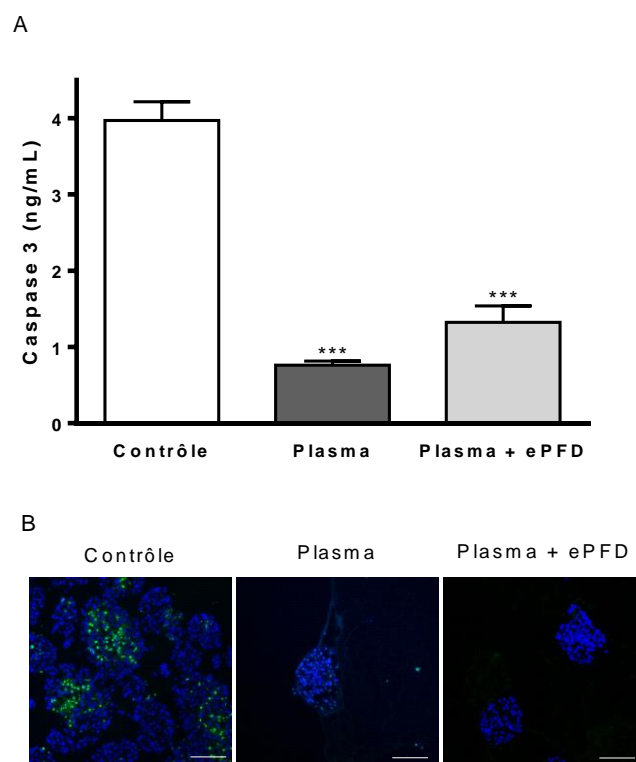 A
Caspase 3 (ng/mL)
4
3
2
1
0
***
***
Contrôle Plasma Plasma + ePFD
B
Contrôle Plasma Plasma + ePFD